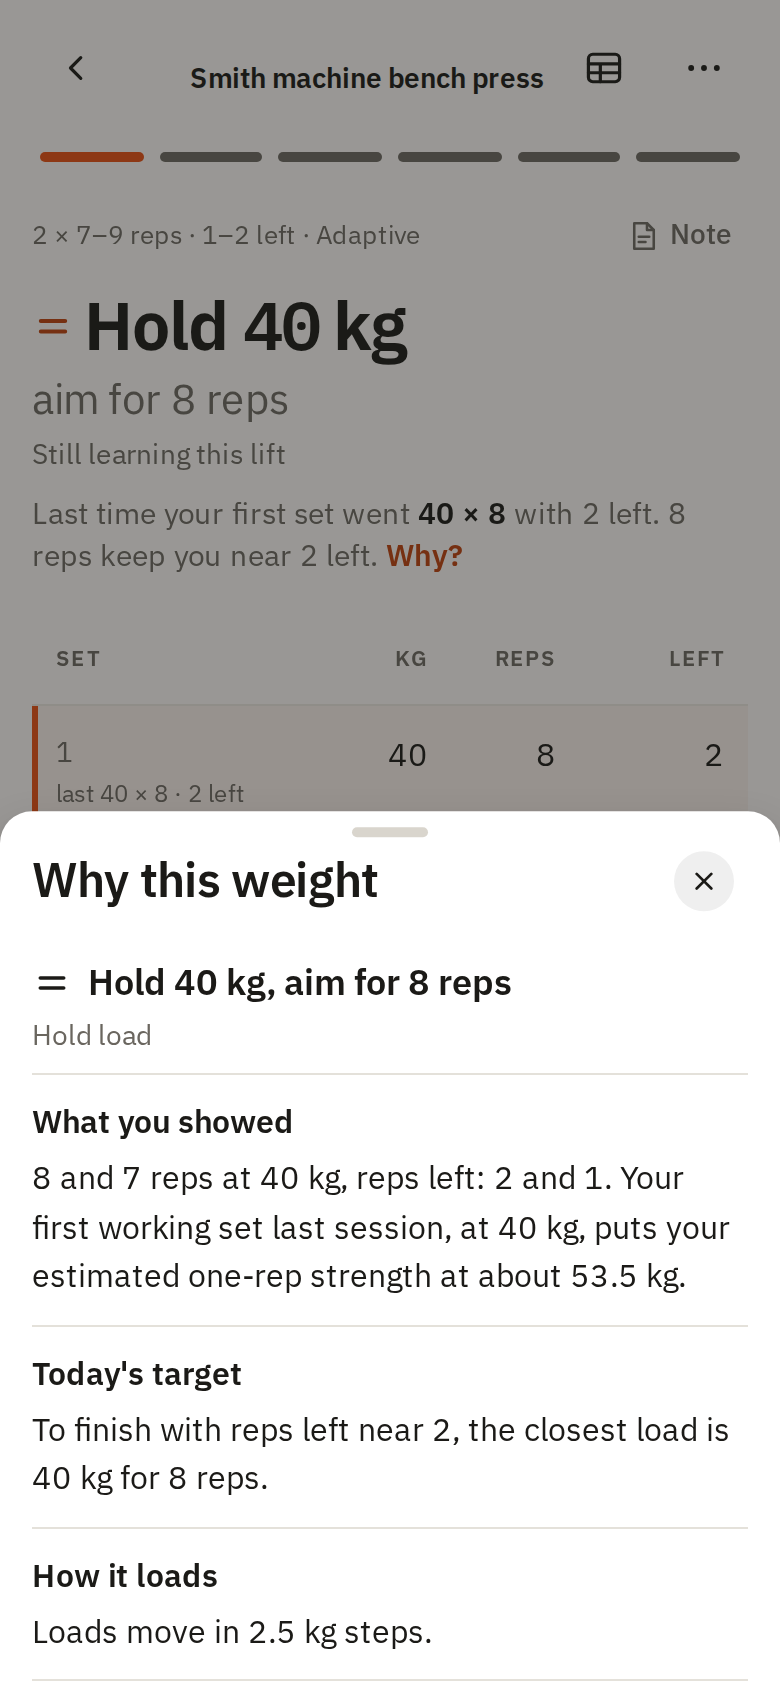 Smith machine bench press
2 × 7–9 reps · 1–2 left · Adaptive
Note
= Hold 40 kg
aim for 8 reps
Still learning this lift
Last time your first set went 40 × 8 with 2 left. 8
reps keep you near 2 left. Why?
SET KG REPS LEFT
1 40 8 2
last 40 × 8 · 2 left
Why this weight
= Hold 40 kg, aim for 8 reps
Hold load
What you showed
8 and 7 reps at 40 kg, reps left: 2 and 1. Your
first working set last session, at 40 kg, puts your
estimated one-rep strength at about 53.5 kg.
Today's target
To finish with reps left near 2, the closest load is
40 kg for 8 reps.
How it loads
Loads move in 2.5 kg steps.